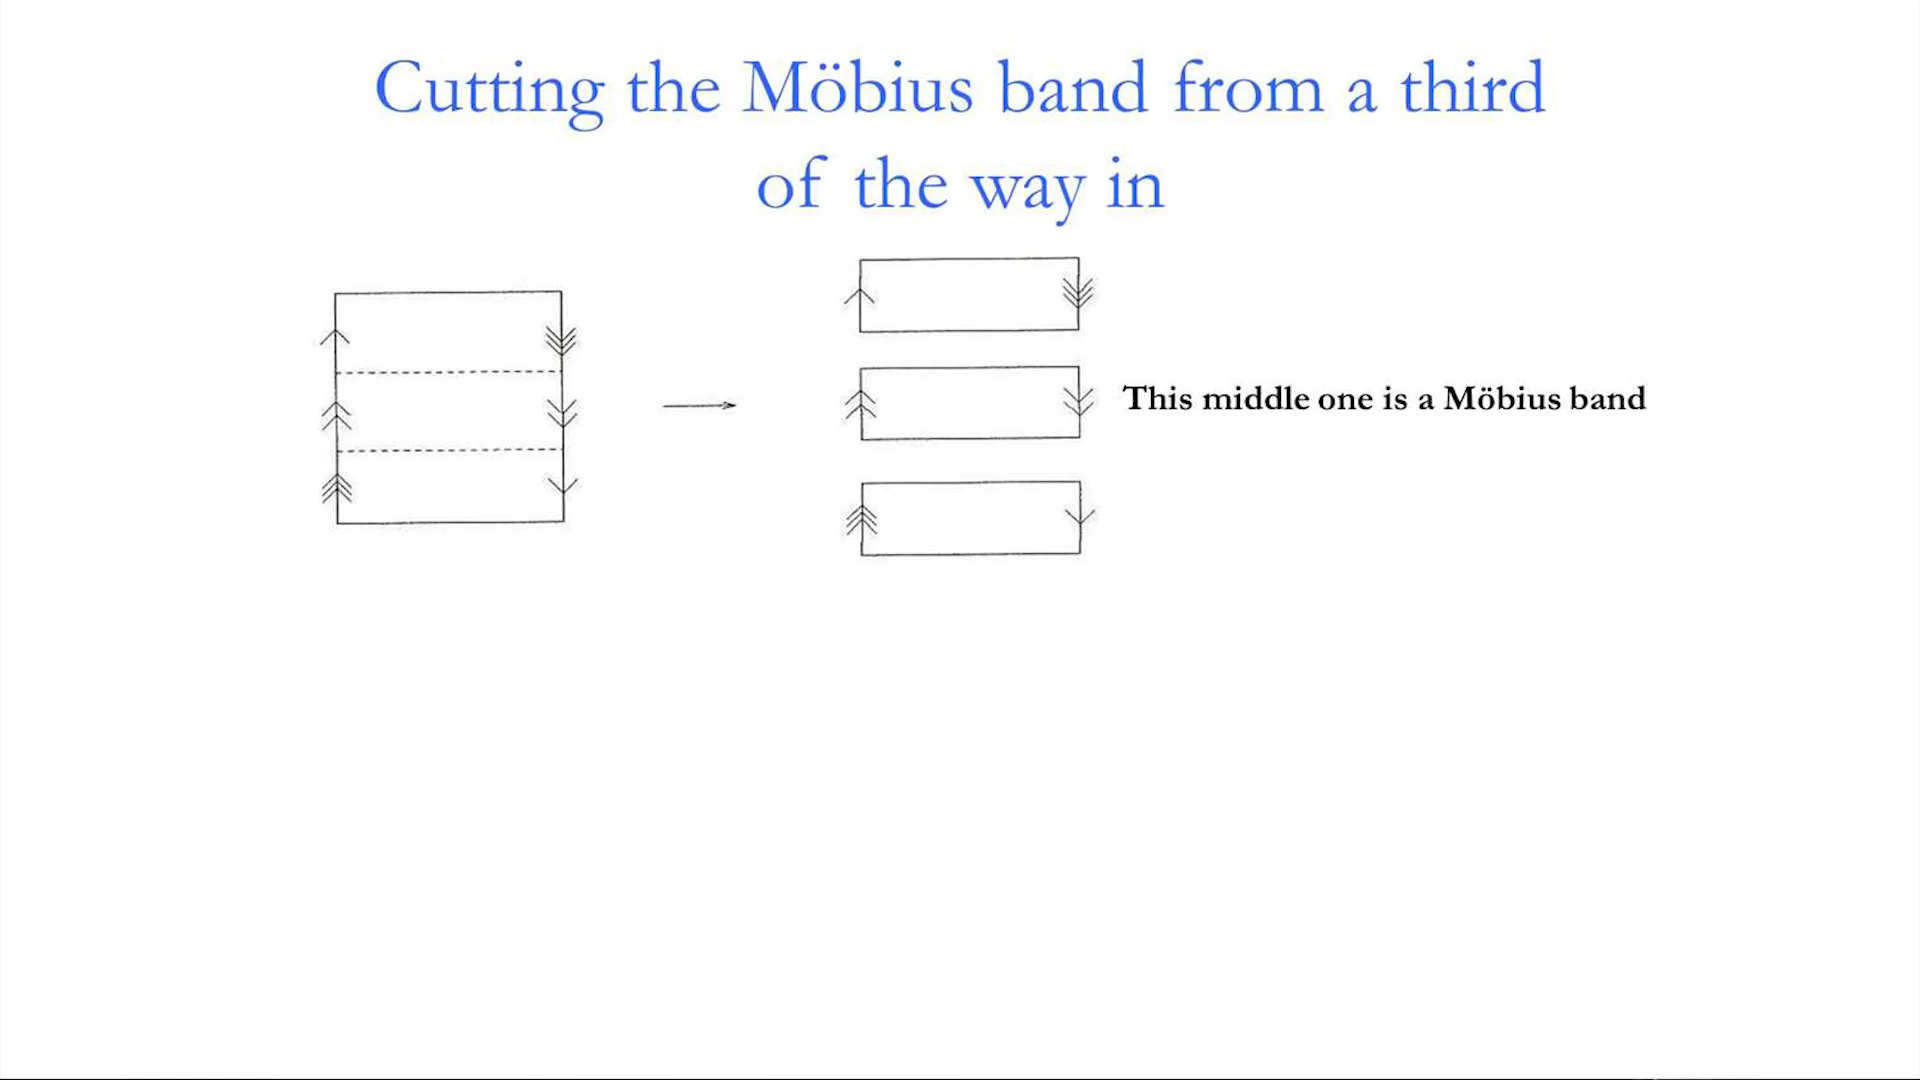 Cutting the Möbius band from a third
of the way in
This middle one is a Möbius band